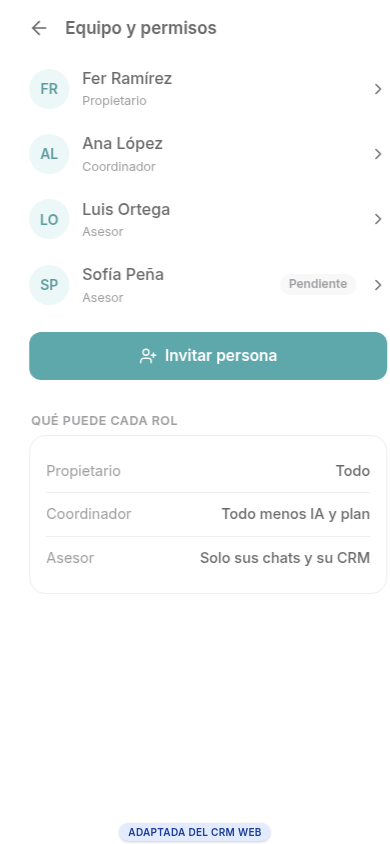 Equipo y permisos
FR
Fer Ramírez
Propietario
AL
Ana López
Coordinador
LO
Luis Ortega
Asesor
SP
Sofía Peña
Asesor
Pendiente
Invitar persona
QUÉ PUEDE CADA ROL
Propietario Todo
Coordinador Todo menos IA y plan
Asesor Solo sus chats y su CRM
ADAPTADA DEL CRM WEB